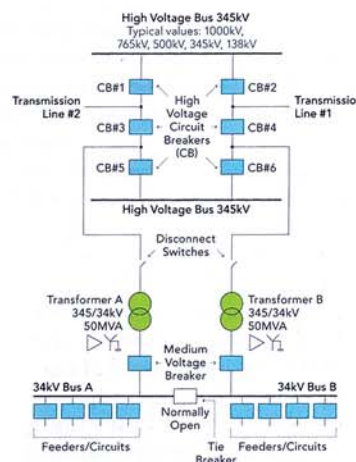 High Voltage Bus 345kV
Typical values: 1000kV,
765kV, 500kV, 345kV, 138kV
CB#1
CB#2
Transmission
Line #2
High
Voltage
Circuit
Breakers
(CB)
Transmissio
Line #1
CB#3
CB#4
CB#5
CB#6
High Voltage Bus 345kV
Disconnect
Switches
Transformer A
345/34kV
50MVA
Transformer B
345/34kV
50MVA
Medium
Voltage
Breaker
34kV Bus A
34kV Bus B
Normally
Open
Feeders/Circuits
Tie
Breaker
Feeders/Circuits